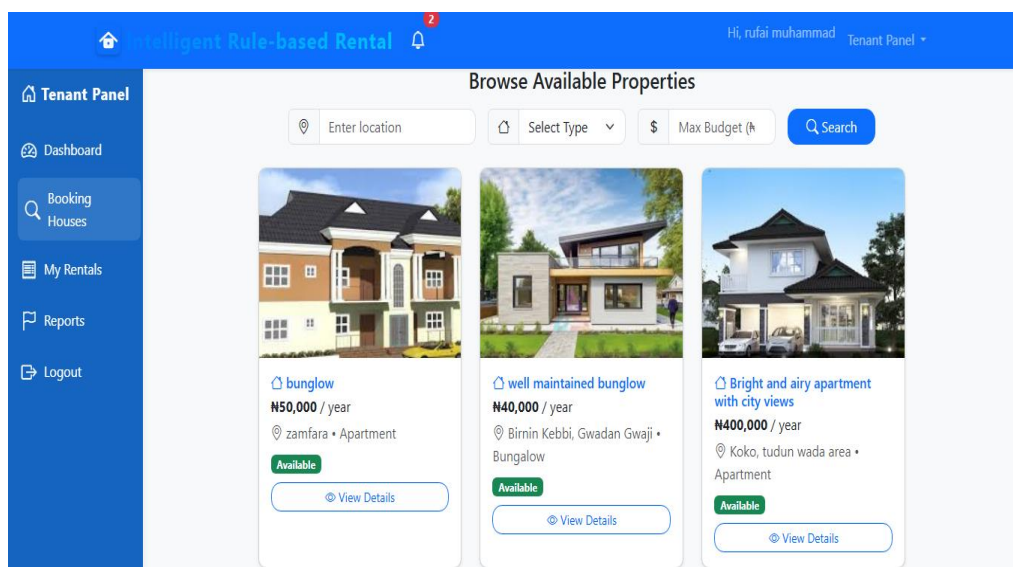 2
Intelligent Rule-based Rental
Hi, rufai muhammad
Tenant Panel
Tenant Panel
Dashboard
Booking
Houses
My Rentals
Reports
Logout
Browse Available Properties
Enter location
Select Type
$ Max Budget (₦
Search
bunglow
₦50,000 / year
zamfara • Apartment
Available
View Details
well maintained bunglow
₦40,000 / year
Birnin Kebbi, Gwadan Gwaji •
Bungalow
Available
View Details
Bright and airy apartment
with city views
₦400,000 / year
Koko, tudun wada area •
Apartment
Available
View Details